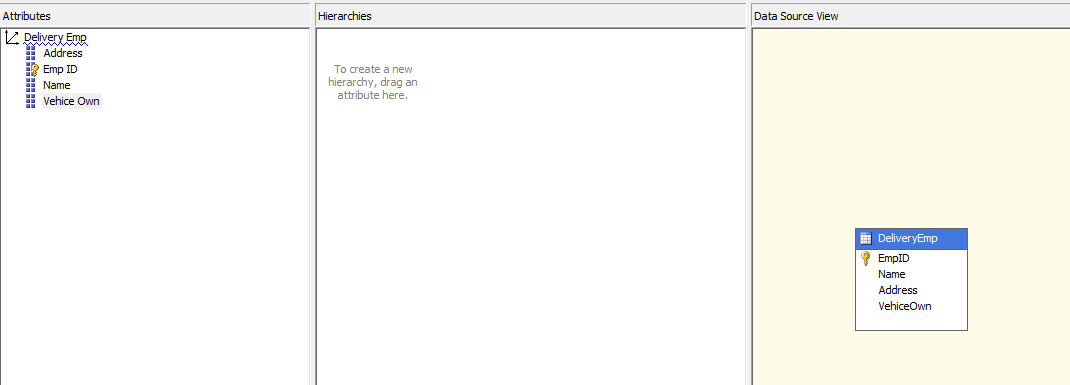 Attributes
Delivery Emp
Address
Emp ID
Name
Vehice Own
Hierarchies
To create a new
hierarchy, drag an
attribute here.
Data Source View
DeliveryEmp
EmpID
Name
Address
VehiceOwn